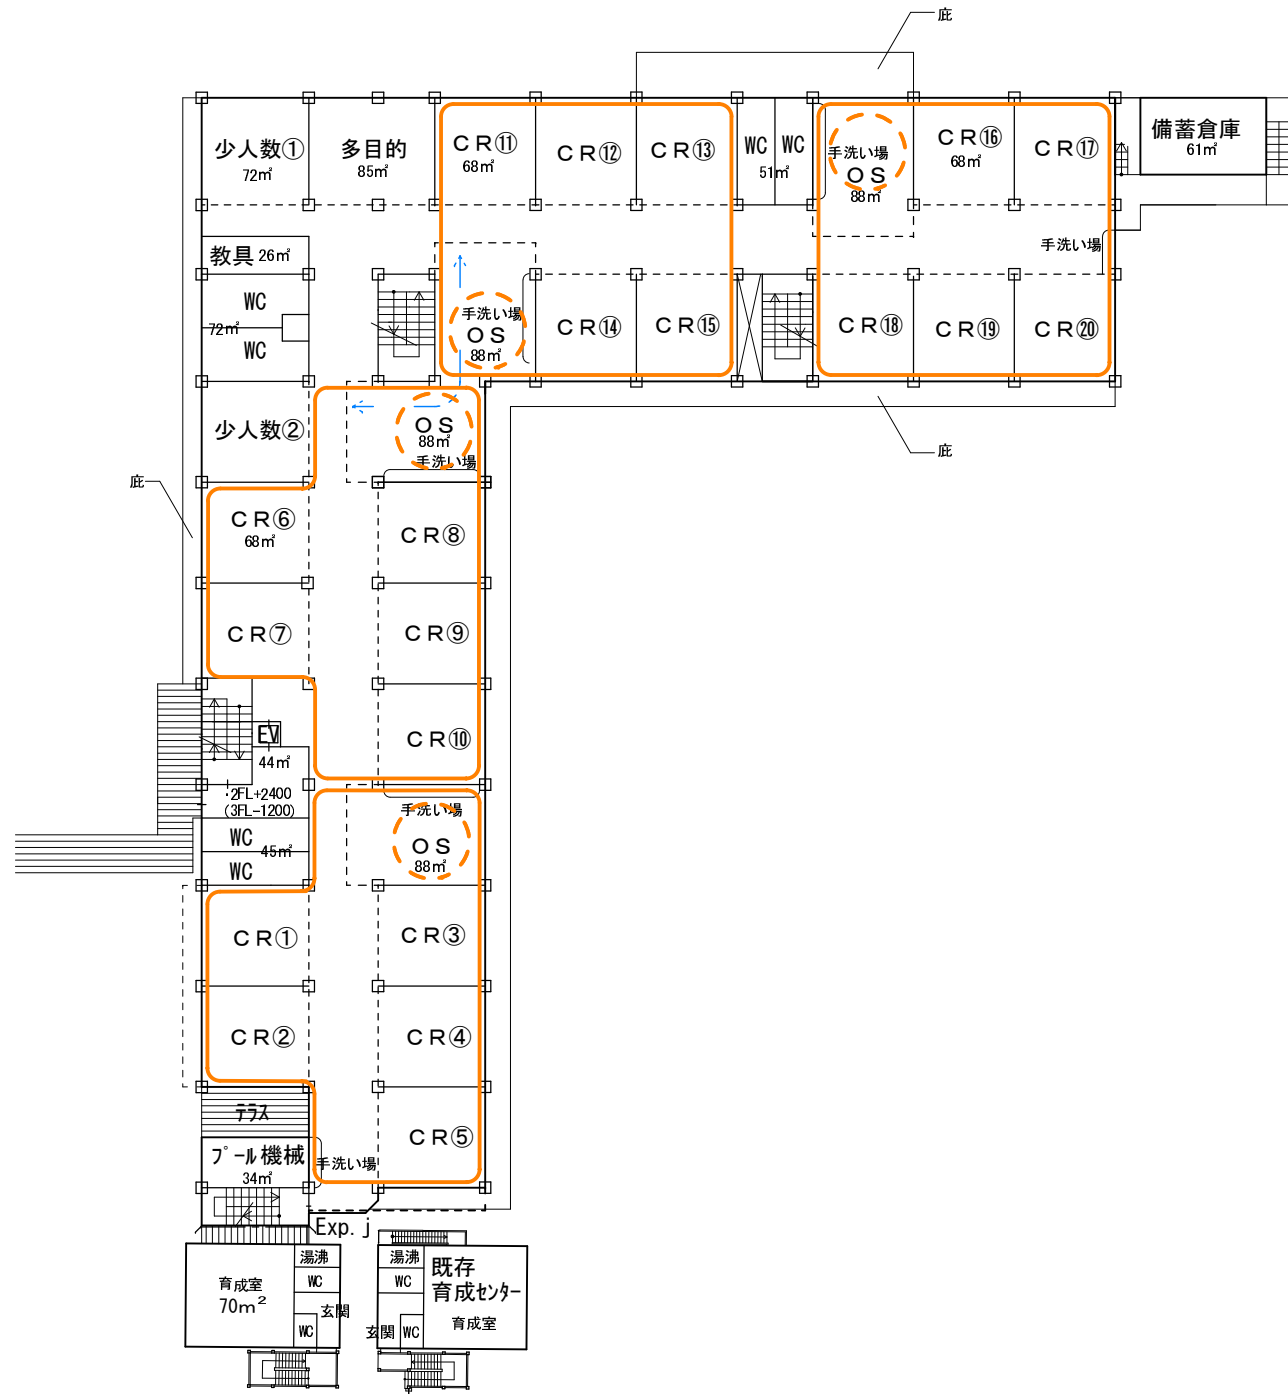 庇
少人数①
72㎡
多目的
85㎡
ＣＲ⑪
68㎡
ＣＲ⑫
ＣＲ⑬
WC
WC
51㎡
手洗い場
ＯＳ
88㎡
ＣＲ⑯
68㎡
ＣＲ⑰
備蓄倉庫
61㎡
手洗い場
教具 26㎡
WC
72㎡
WC
手洗い場
ＯＳ
88㎡
ＣＲ⑭
ＣＲ⑮
ＣＲ⑱
ＣＲ⑲
ＣＲ⑳
少人数②
ＯＳ
88㎡
手洗い場
庇
庇
ＣＲ⑥
68㎡
ＣＲ⑧
ＣＲ⑦
ＣＲ⑨
EV
44㎡
ＣＲ⑩
2FL+2400
(3FL-1200)
手洗い場
WC
45㎡
WC
ＯＳ
88㎡
ＣＲ①
ＣＲ③
ＣＲ②
ＣＲ④
テラス
ＣＲ⑤
プール機械
34㎡
手洗い場
Exp.j
育成室
70m²
湯沸
WC
玄関
WC
湯沸
WC
玄関
WC
既存
育成センター
育成室